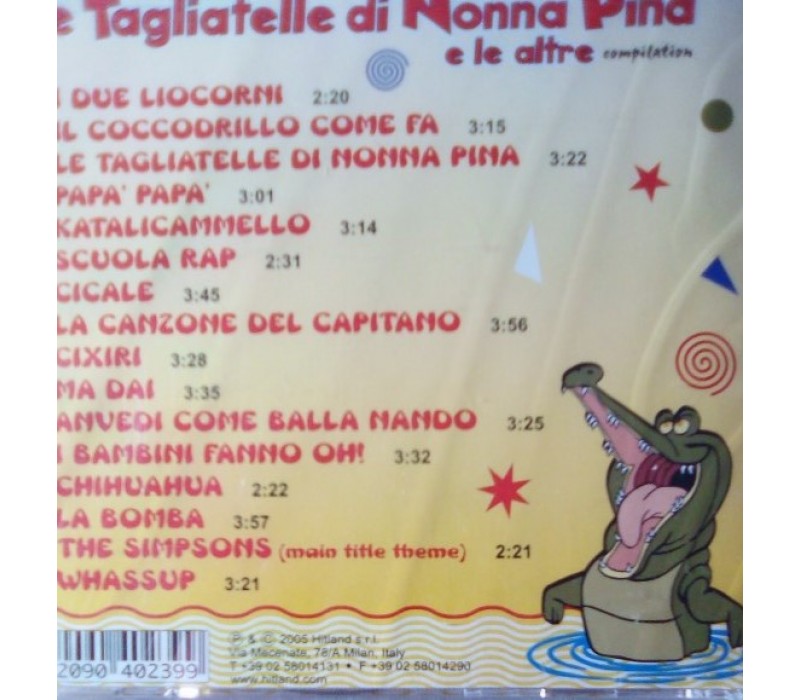 e Tagliatelle di Nonna Pina
e le altre compilation
I DUE LIOCORNI 2:20
IL COCCODRILLO COME FA 3:15
LE TAGLIATELLE DI NONNA PINA 3:22
PAPA' PAPA' 3:01
KATALICAMMELLO 3:14
SCUOLA RAP 2:31
CICALE 3:45
LA CANZONE DEL CAPITANO 3:56
CIXIRI 3:28
MA DAI 3:35
ANVEDI COME BALLA NANDO 3:25
I BAMBINI FANNO OH! 3:32
CHIHUAHUA 2:22
LA BOMBA 3:57
THE SIMPSONS (main title theme) 2:21
WHASSUP 3:21
℗ & © 2005 Hitland s.r.l.
Via Mecenate, 78/A Milan, Italy
T +39 02 58014131 • F +39 02 58014290
www.hitland.com
2090 402399